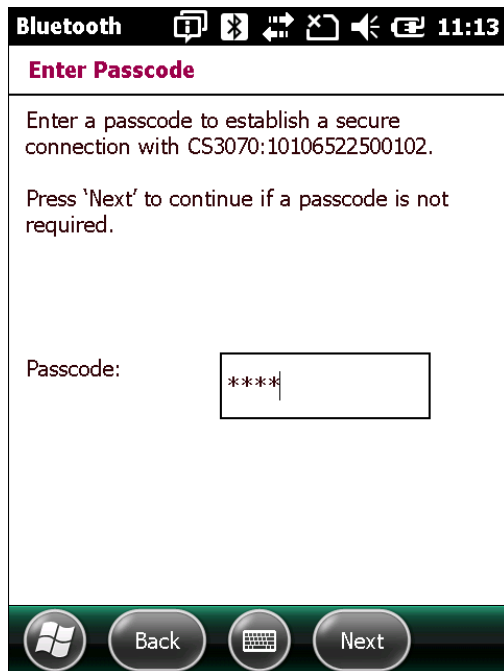 Bluetooth 11:13
Enter Passcode
Enter a passcode to establish a secure
connection with CS3070:10106522500102.
Press ‘Next’ to continue if a passcode is not
required.
Passcode:
****
Back
Next